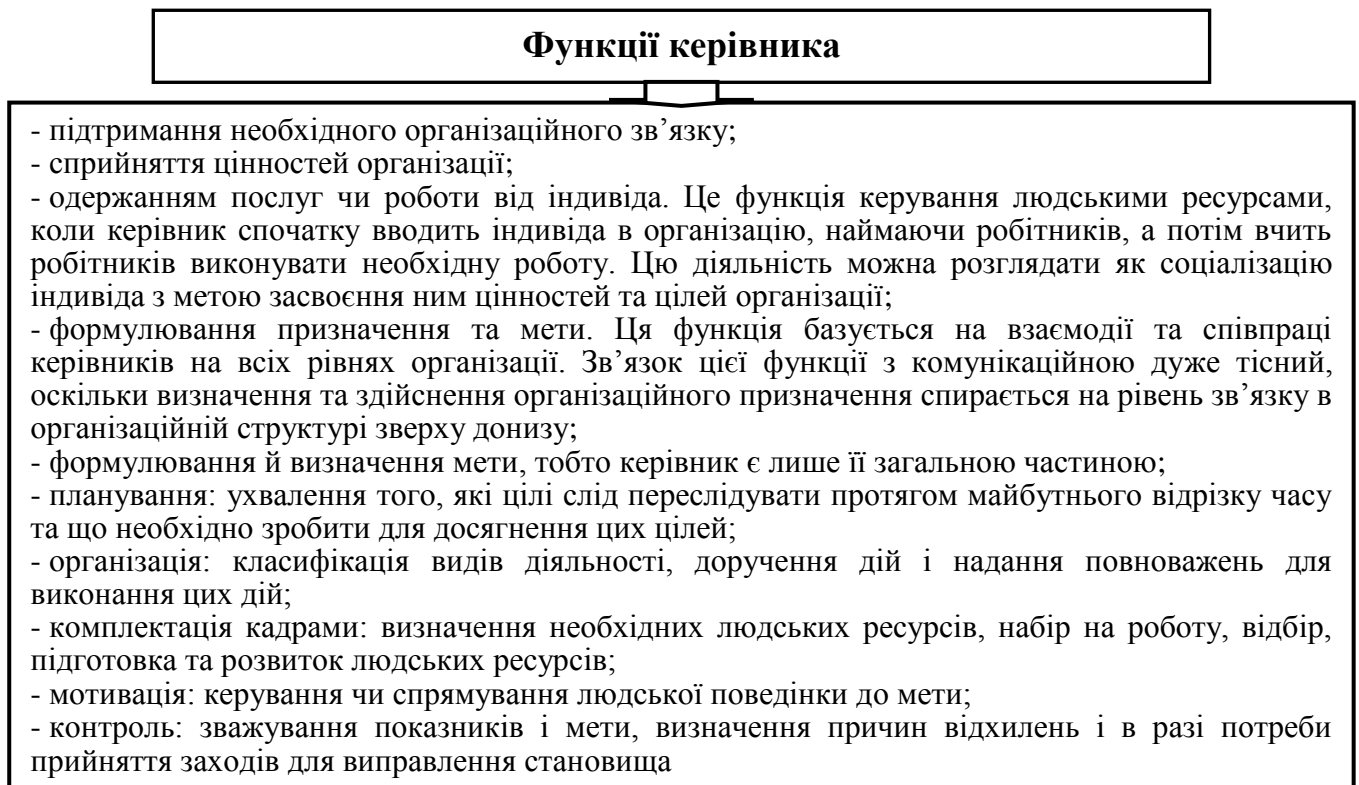 Функції керівника
- підтримання необхідного організаційного зв’язку;
- сприйняття цінностей організації;
- одержанням послуг чи роботи від індивіда. Це функція керування людськими ресурсами,
коли керівник спочатку вводить індивіда в організацію, наймаючи робітників, а потім вчить
робітників виконувати необхідну роботу. Цю діяльність можна розглядати як соціалізацію
індивіда з метою засвоєння ним цінностей та цілей організації;
- формулювання призначення та мети. Ця функція базується на взаємодії та співпраці
керівників на всіх рівнях організації. Зв’язок цієї функції з комунікаційною дуже тісний,
оскільки визначення та здійснення організаційного призначення спирається на рівень зв’язку в
організаційній структурі зверху донизу;
- формулювання й визначення мети, тобто керівник є лише її загальною частиною;
- планування: ухвалення того, які цілі слід переслідувати протягом майбутнього відрізку часу
та що необхідно зробити для досягнення цих цілей;
- організація: класифікація видів діяльності, доручення дій і надання повноважень для
виконання цих дій;
- комплектація кадрами: визначення необхідних людських ресурсів, набір на роботу, відбір,
підготовка та розвиток людських ресурсів;
- мотивація: керування чи спрямування людської поведінки до мети;
- контроль: зважування показників і мети, визначення причин відхилень і в разі потреби
прийняття заходів для виправлення становища